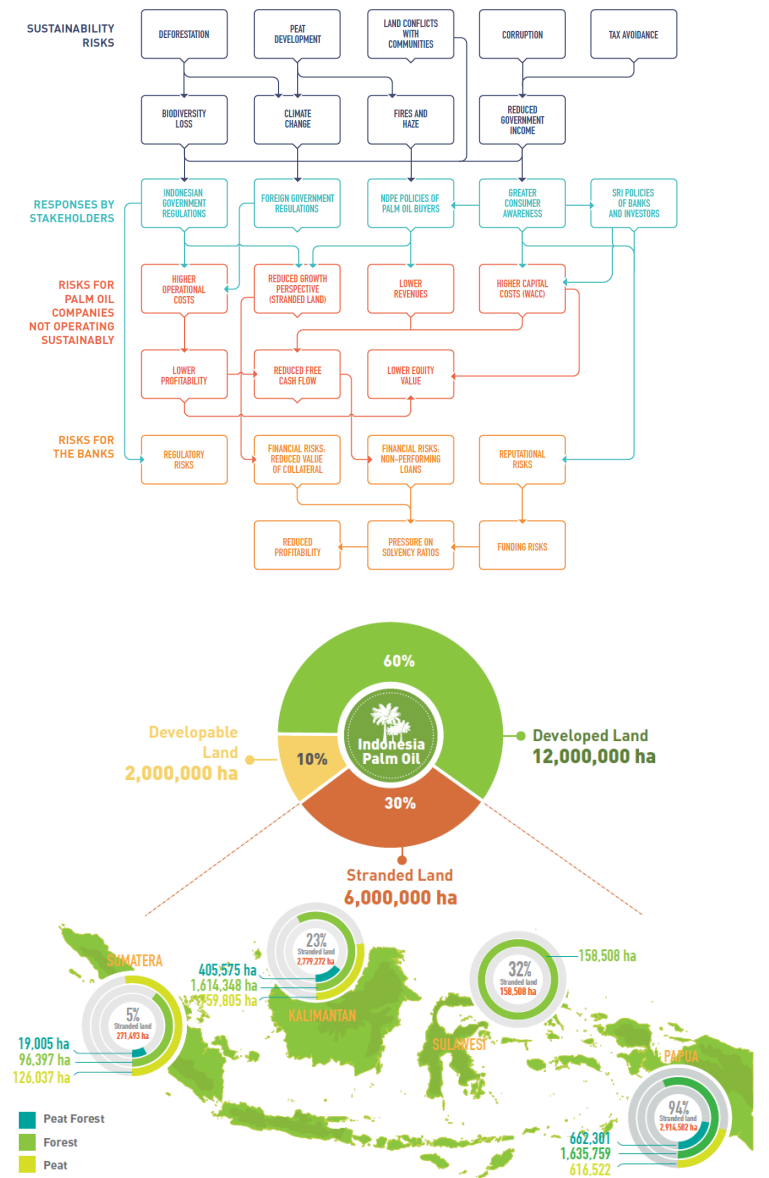 SUSTAINABILITY
RISKS
DEFORESTATION
PEAT
DEVELOPMENT
LAND CONFLICTS
WITH
COMMUNITIES
CORRUPTION
TAX AVOIDANCE
BIODIVERSITY
LOSS
CLIMATE
CHANGE
FIRES AND
HAZE
REDUCED
GOVERNMENT
INCOME
RESPONSES BY
STAKEHOLDERS
INDONESIAN
GOVERNMENT
REGULATIONS
FOREIGN GOVERNMENT
REGULATIONS
NDPE POLICIES OF
PALM OIL BUYERS
GREATER
CONSUMER
AWARENESS
SRI POLICIES
OF BANKS
AND INVESTORS
RISKS FOR
PALM OIL
COMPANIES
NOT OPERATING
SUSTAINABLY
HIGHER
OPERATIONAL
COSTS
REDUCED GROWTH
PERSPECTIVE
(STRANDED LAND)
LOWER
REVENUES
HIGHER CAPITAL
COSTS (WACC)
LOWER
PROFITABILITY
REDUCED FREE
CASH FLOW
LOWER EQUITY
VALUE
RISKS FOR
THE BANKS
REGULATORY
RISKS
FINANCIAL RISKS:
REDUCED VALUE
OF COLLATERAL
FINANCIAL RISKS:
NON-PERFORMING
LOANS
REPUTATIONAL
RISKS
REDUCED
PROFITABILITY
PRESSURE ON
SOLVENCY RATIOS
FUNDING RISKS
60%
Developable
Land
2,000,000 ha
10%
Indonesia
Palm Oil
Developed Land
12,000,000 ha
30%
Stranded Land
6,000,000 ha
SUMATERA
5%
Stranded land
271,493 ha
19,005 ha
96,397 ha
126,037 ha
23%
Stranded land
2,779,272 ha
405,575 ha
1,614,348 ha
759,805 ha
KALIMANTAN
32%
Stranded land
158,508 ha
158,508 ha
SULAWESI
PAPUA
94%
Stranded land
2,914,582 ha
662,301
1,635,759
616,522
Peat Forest
Forest
Peat